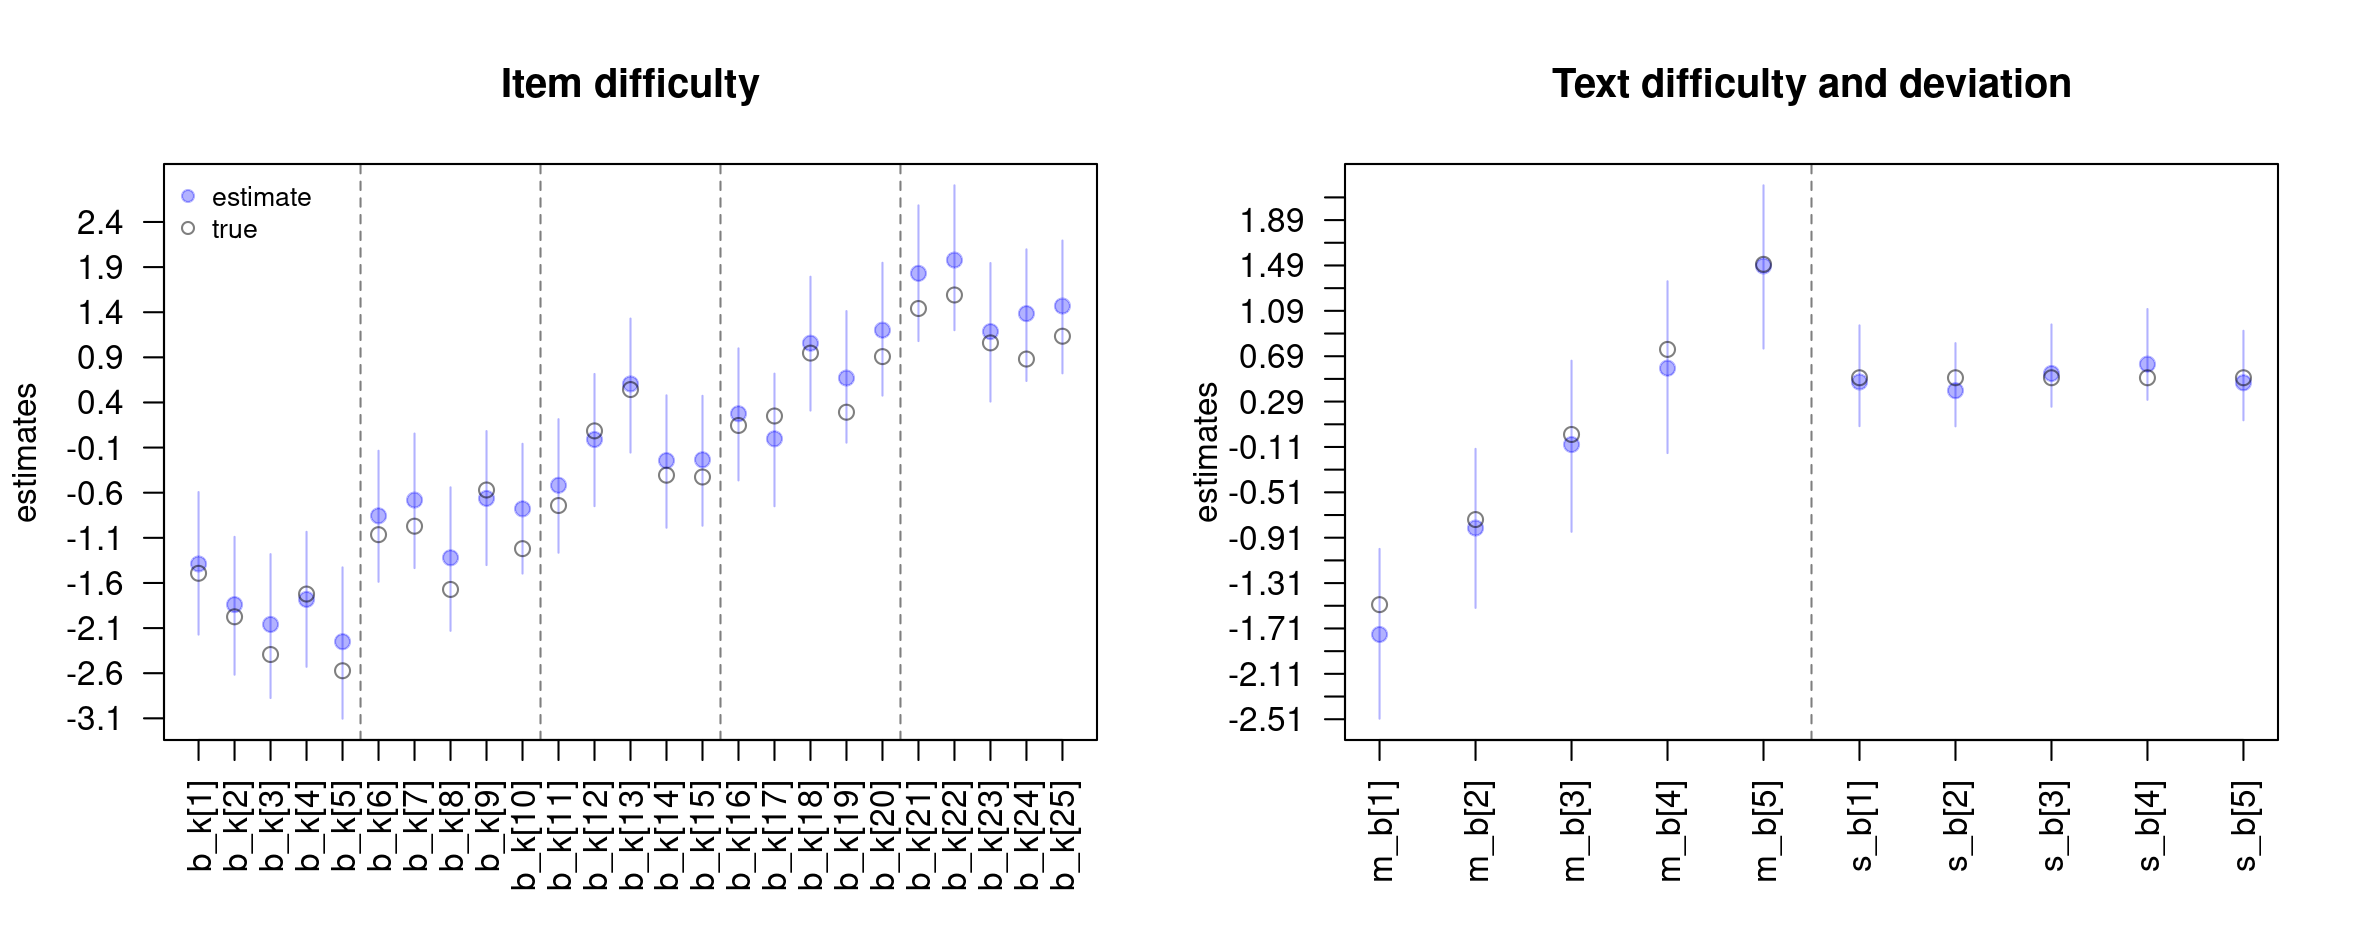 Item difficulty
estimates
2.4
1.9
1.4
0.9
0.4
-0.1
-0.6
-1.1
-1.6
-2.1
-2.6
-3.1
estimate
true
b_k[1]
b_k[2]
b_k[3]
b_k[4]
b_k[5]
b_k[6]
b_k[7]
b_k[8]
b_k[9]
b_k[10]
b_k[11]
b_k[12]
b_k[13]
b_k[14]
b_k[15]
b_k[16]
b_k[17]
b_k[18]
b_k[19]
b_k[20]
b_k[21]
b_k[22]
b_k[23]
b_k[24]
b_k[25]
Text difficulty and deviation
estimates
1.89
1.49
1.09
0.69
0.29
-0.11
-0.51
-0.91
-1.31
-1.71
-2.11
-2.51
m_b[1]
m_b[2]
m_b[3]
m_b[4]
m_b[5]
s_b[1]
s_b[2]
s_b[3]
s_b[4]
s_b[5]